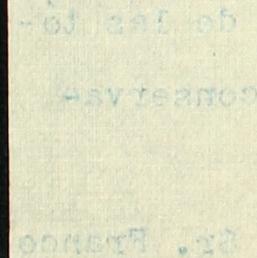 de les to-
conserva-
Sr. Franco